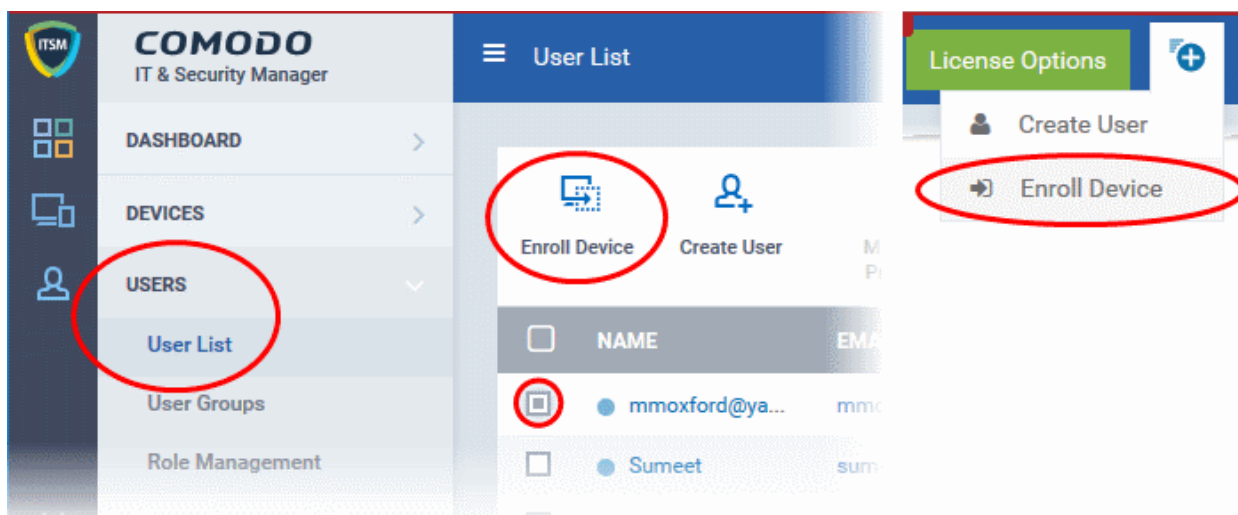 ITSM
COMODO
IT & Security Manager
DASHBOARD
DEVICES
USERS
User List
User Groups
Role Management
User List
Enroll Device
Create User
NAME
mmoxford@ya...
Sumeet
License Options
Create User
Enroll Device